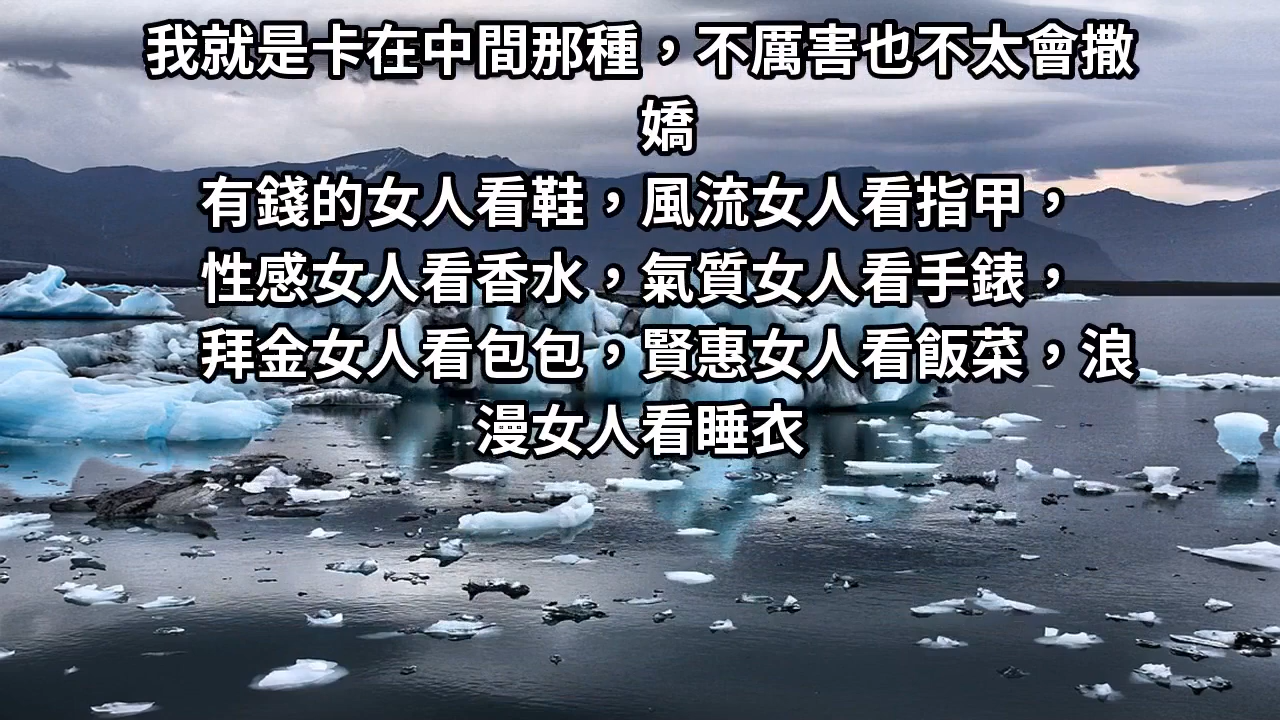 我就是卡在中間那種，不厲害也不太會撒
嬌
有錢的女人看鞋，風流女人看指甲，
性感女人看香水，氣質女人看手錶，
拜金女人看包包，賢惠女人看飯菜，浪
漫女人看睡衣